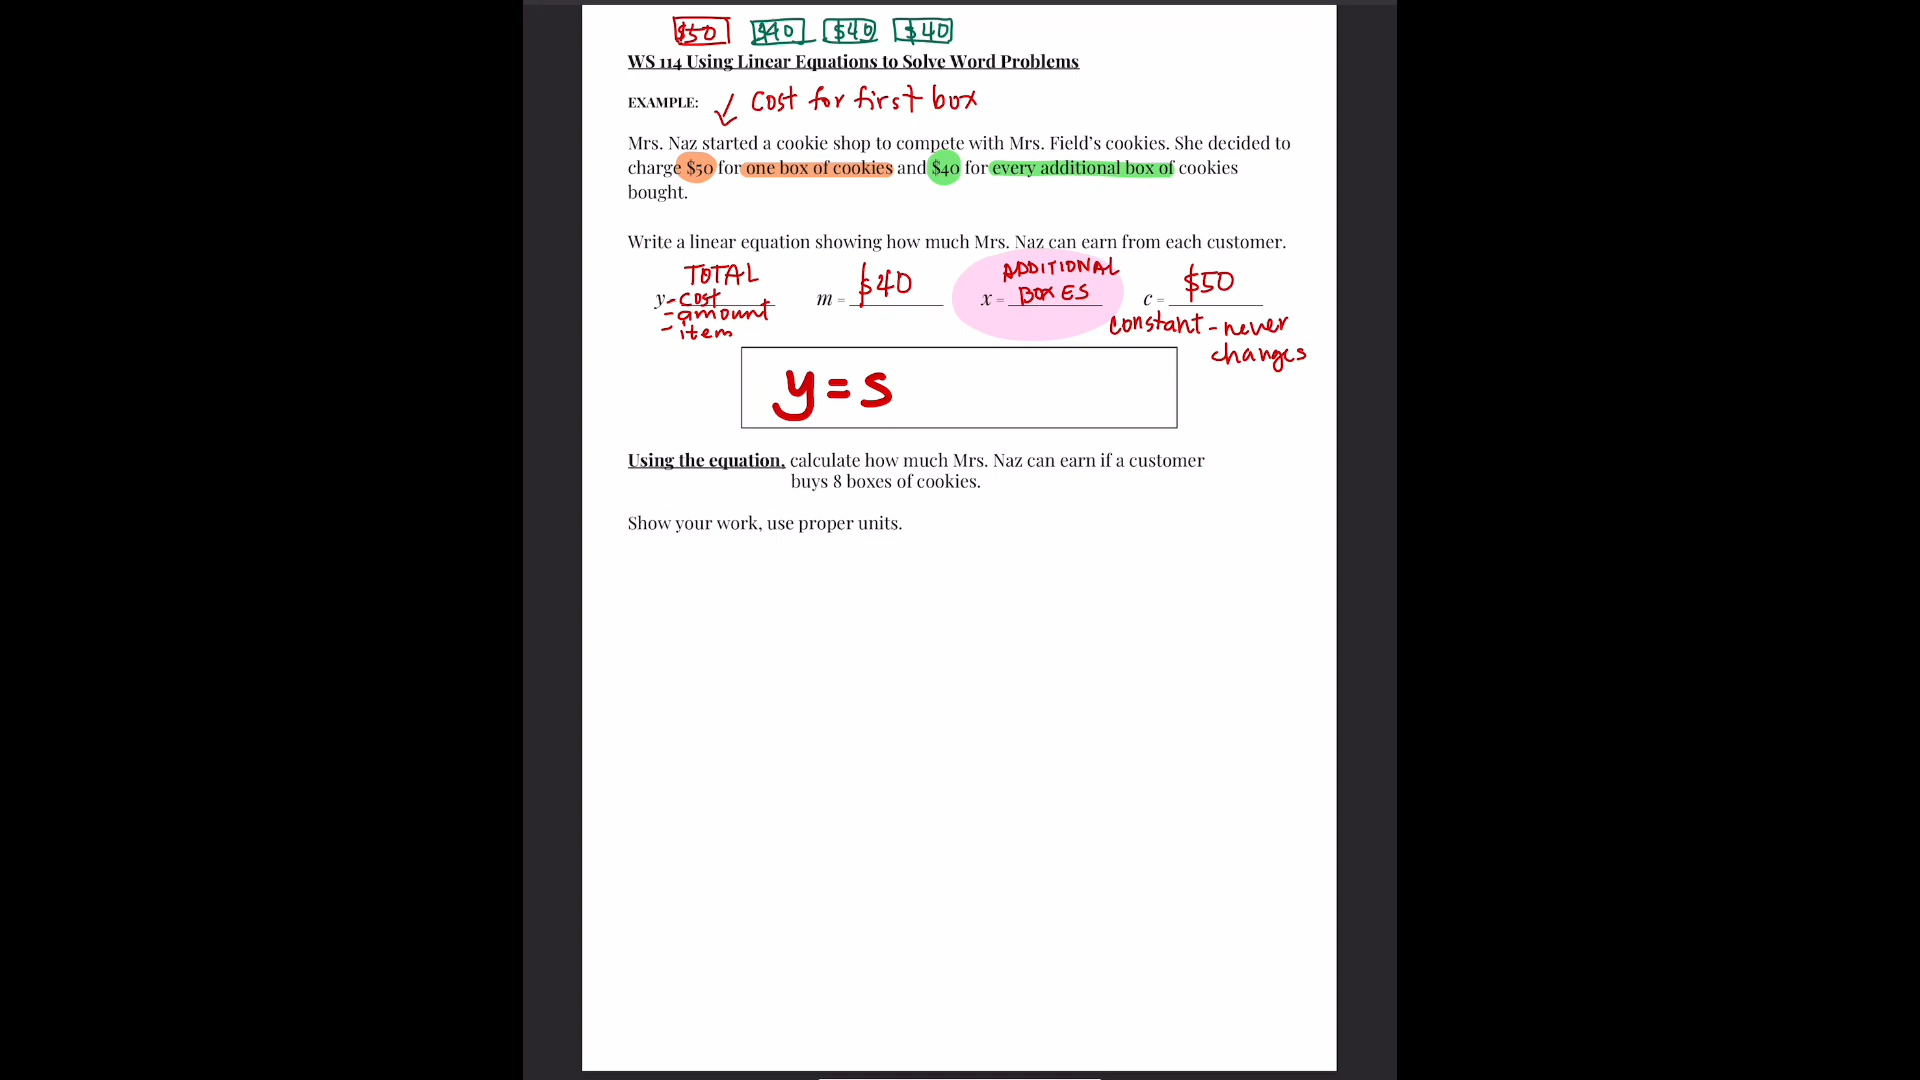 $50 $40 $40 $40
WS 114 Using Linear Equations to Solve Word Problems
EXAMPLE: cost for first box
Mrs. Naz started a cookie shop to compete with Mrs. Field's cookies. She decided to
charge $50 for one box of cookies and $40 for every additional box of cookies
bought.
Write a linear equation showing how much Mrs. Naz can earn from each customer.
TOTAL $40 ADDITIONAL $50
y - cost m = x = BOXES c =
- amount constant - never
- item changes
y = s
Using the equation, calculate how much Mrs. Naz can earn if a customer
buys 8 boxes of cookies.
Show your work, use proper units.